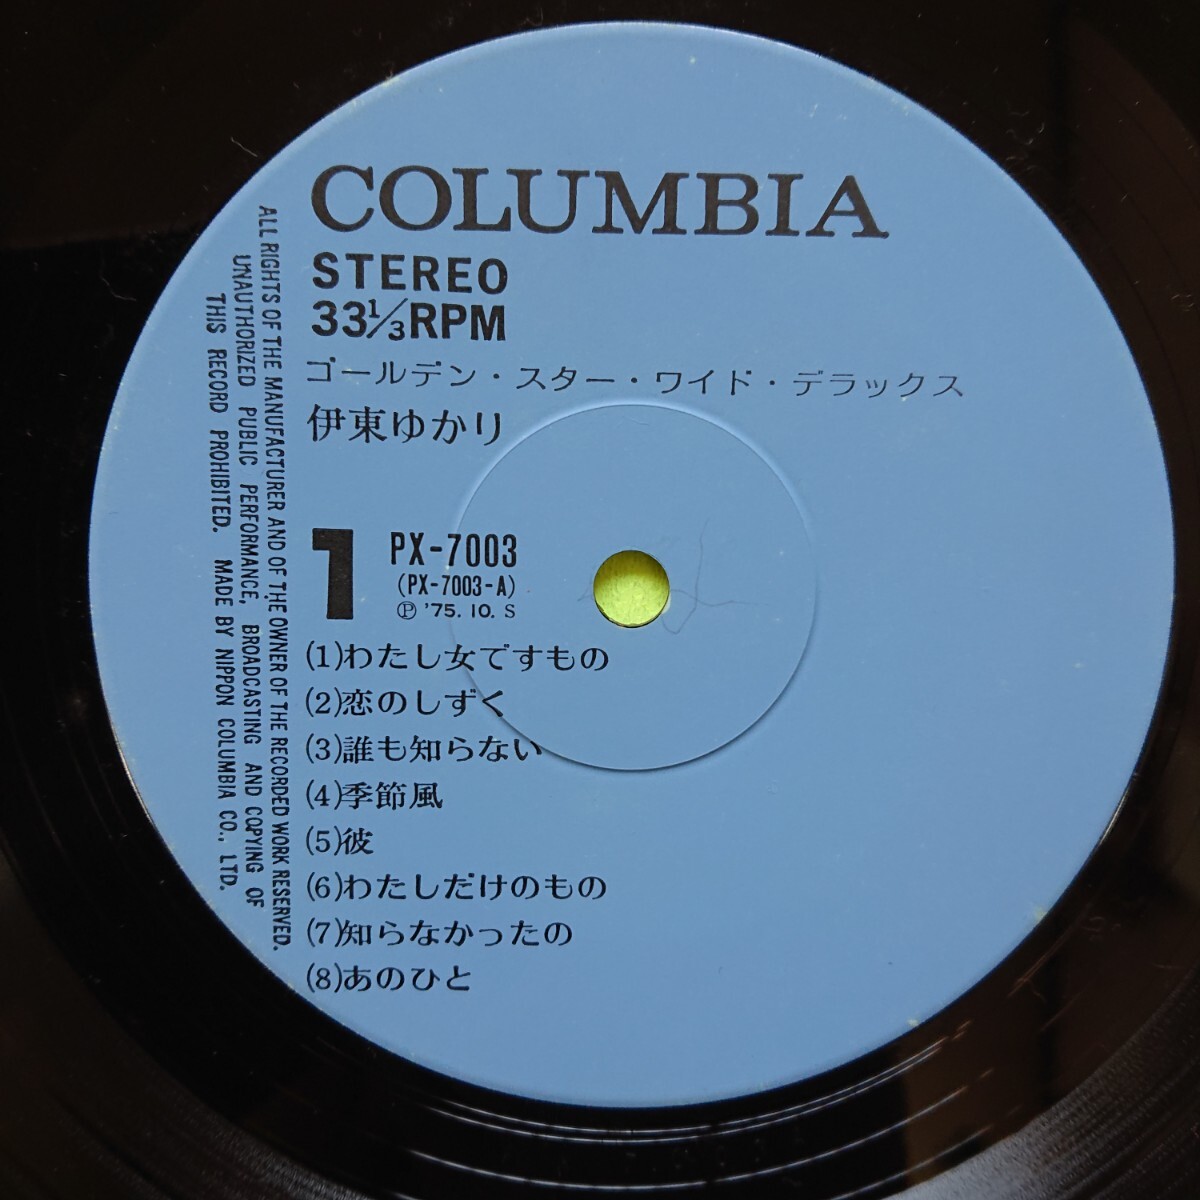 COLUMBIA
STEREO
33⅓RPM
ゴールデン・スター・ワイド・デラックス
伊東ゆかり
1
PX-7003
(PX-7003-A)
Ⓟ '75. 10. S
(1)わたし女ですもの
(2)恋のしずく
(3)誰も知らない
(4)季節風
(5)彼
(6)わたしだけのもの
(7)知らなかったの
(8)あのひと
ALL RIGHTS OF THE MANUFACTURER AND OF THE OWNER OF THE RECORDED WORK RESERVED.
UNAUTHORIZED PUBLIC PERFORMANCE, BROADCASTING AND COPYING OF
THIS RECORD PROHIBITED. MADE BY NIPPON COLUMBIA CO., LTD.